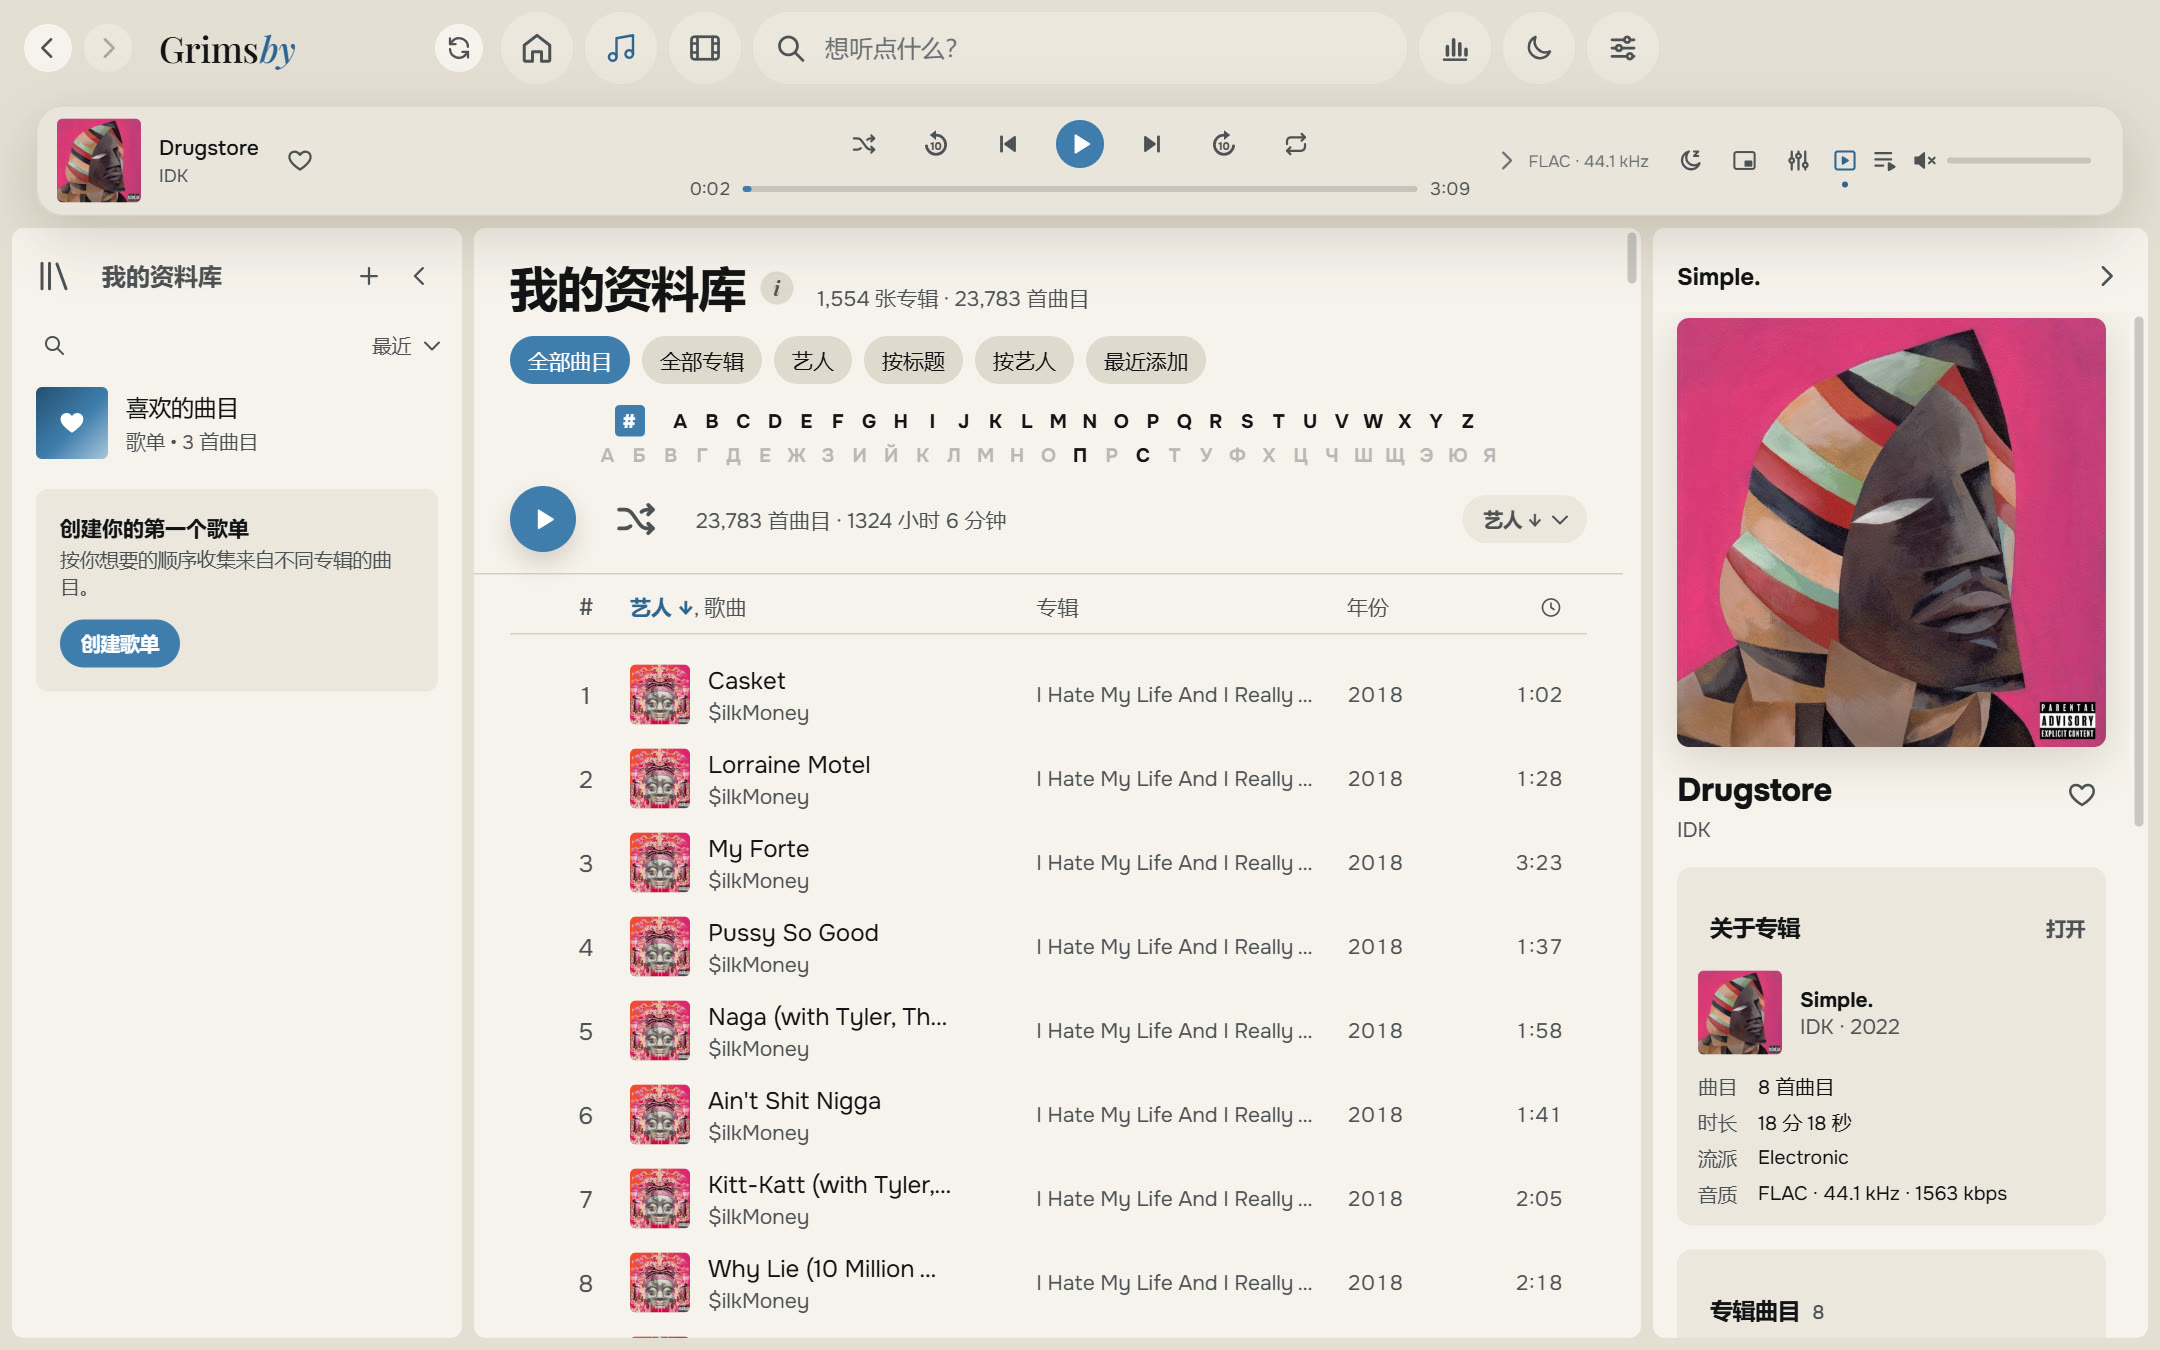 Grimsby
想听点什么?
Drugstore
IDK
0:02
3:09
FLAC · 44.1 kHz
我的资料库
最近
喜欢的曲目
歌单 • 3 首曲目
创建你的第一个歌单
按你想要的顺序收集来自不同专辑的曲
目。
创建歌单
我的资料库 i 1,554 张专辑 · 23,783 首曲目
全部曲目 全部专辑 艺人 按标题 按艺人 最近添加
# A B C D E F G H I J K L M N O P Q R S T U V W X Y Z
А Б В Г Д Е Ж З И Й К Л М Н О П Р С Т У Ф Х Ц Ч Ш Щ Э Ю Я
23,783 首曲目 · 1324 小时 6 分钟
艺人
# 艺人, 歌曲 专辑 年份
1 Casket I Hate My Life And I Really ... 2018 1:02
$ilkMoney
2 Lorraine Motel I Hate My Life And I Really ... 2018 1:28
$ilkMoney
3 My Forte I Hate My Life And I Really ... 2018 3:23
$ilkMoney
4 Pussy So Good I Hate My Life And I Really ... 2018 1:37
$ilkMoney
5 Naga (with Tyler, Th... I Hate My Life And I Really ... 2018 1:58
$ilkMoney
6 Ain't Shit Nigga I Hate My Life And I Really ... 2018 1:41
$ilkMoney
7 Kitt-Katt (with Tyler,... I Hate My Life And I Really ... 2018 2:05
$ilkMoney
8 Why Lie (10 Million ... I Hate My Life And I Really ... 2018 2:18
$ilkMoney
Simple.
PARENTAL
ADVISORY
EXPLICIT CONTENT
Drugstore
IDK
关于专辑
打开
Simple.
IDK · 2022
曲目 8 首曲目
时长 18 分 18 秒
流派 Electronic
音质 FLAC · 44.1 kHz · 1563 kbps
专辑曲目 8